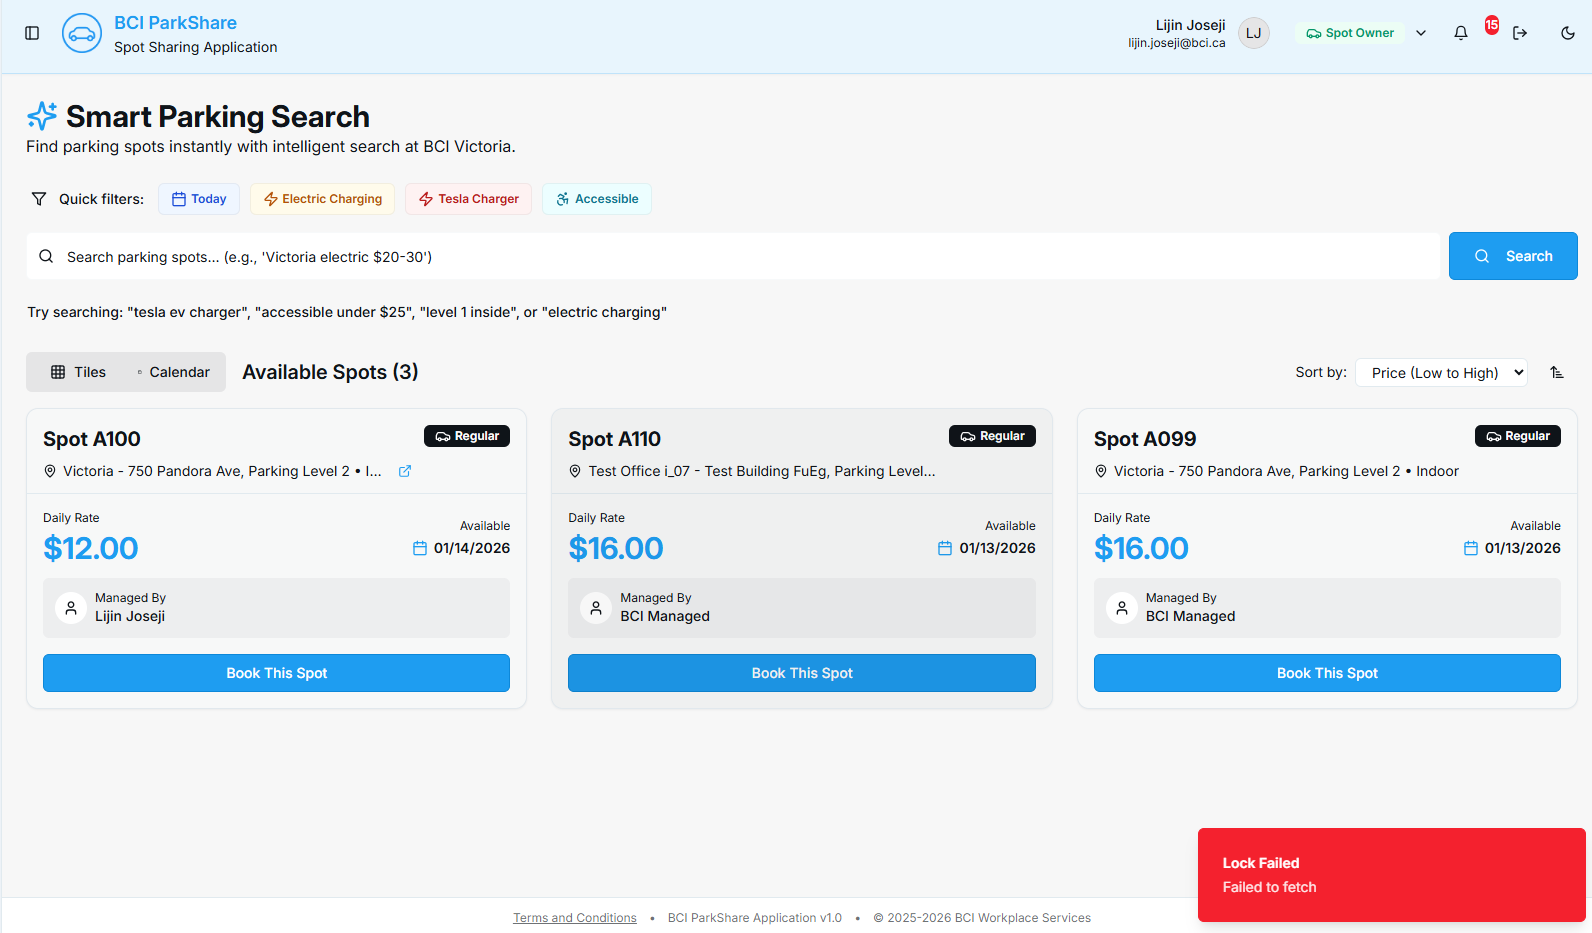 BCI ParkShare
Spot Sharing Application
Lijin Joseji
lijin.joseji@bci.ca
LJ
Spot Owner
15
Smart Parking Search
Find parking spots instantly with intelligent search at BCI Victoria.
Quick filters:
Today
Electric Charging
Tesla Charger
Accessible
Search parking spots... (e.g., 'Victoria electric $20-30')
Search
Try searching: "tesla ev charger", "accessible under $25", "level 1 inside", or "electric charging"
Tiles
Calendar
Available Spots (3)
Sort by:
Price (Low to High)
Spot A100
Regular
Victoria - 750 Pandora Ave, Parking Level 2 • I...
Daily Rate
$12.00
Available
01/14/2026
Managed By
Lijin Joseji
Book This Spot
Spot A110
Regular
Test Office i_07 - Test Building FuEg, Parking Level...
Daily Rate
$16.00
Available
01/13/2026
Managed By
BCI Managed
Book This Spot
Spot A099
Regular
Victoria - 750 Pandora Ave, Parking Level 2 • Indoor
Daily Rate
$16.00
Available
01/13/2026
Managed By
BCI Managed
Book This Spot
Lock Failed
Failed to fetch
Terms and Conditions • BCI ParkShare Application v1.0 • © 2025-2026 BCI Workplace Services